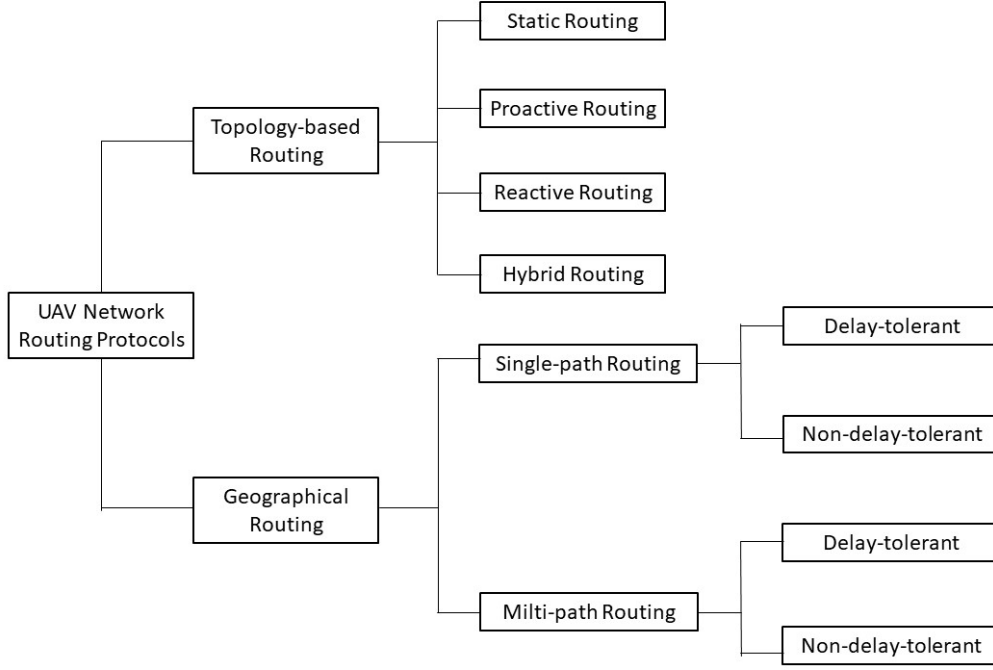 Static Routing
Proactive Routing
Topology-based
Routing
Reactive Routing
Hybrid Routing
UAV Network
Routing Protocols
Delay-tolerant
Single-path Routing
Non-delay-tolerant
Geographical
Routing
Delay-tolerant
Milti-path Routing
Non-delay-tolerant